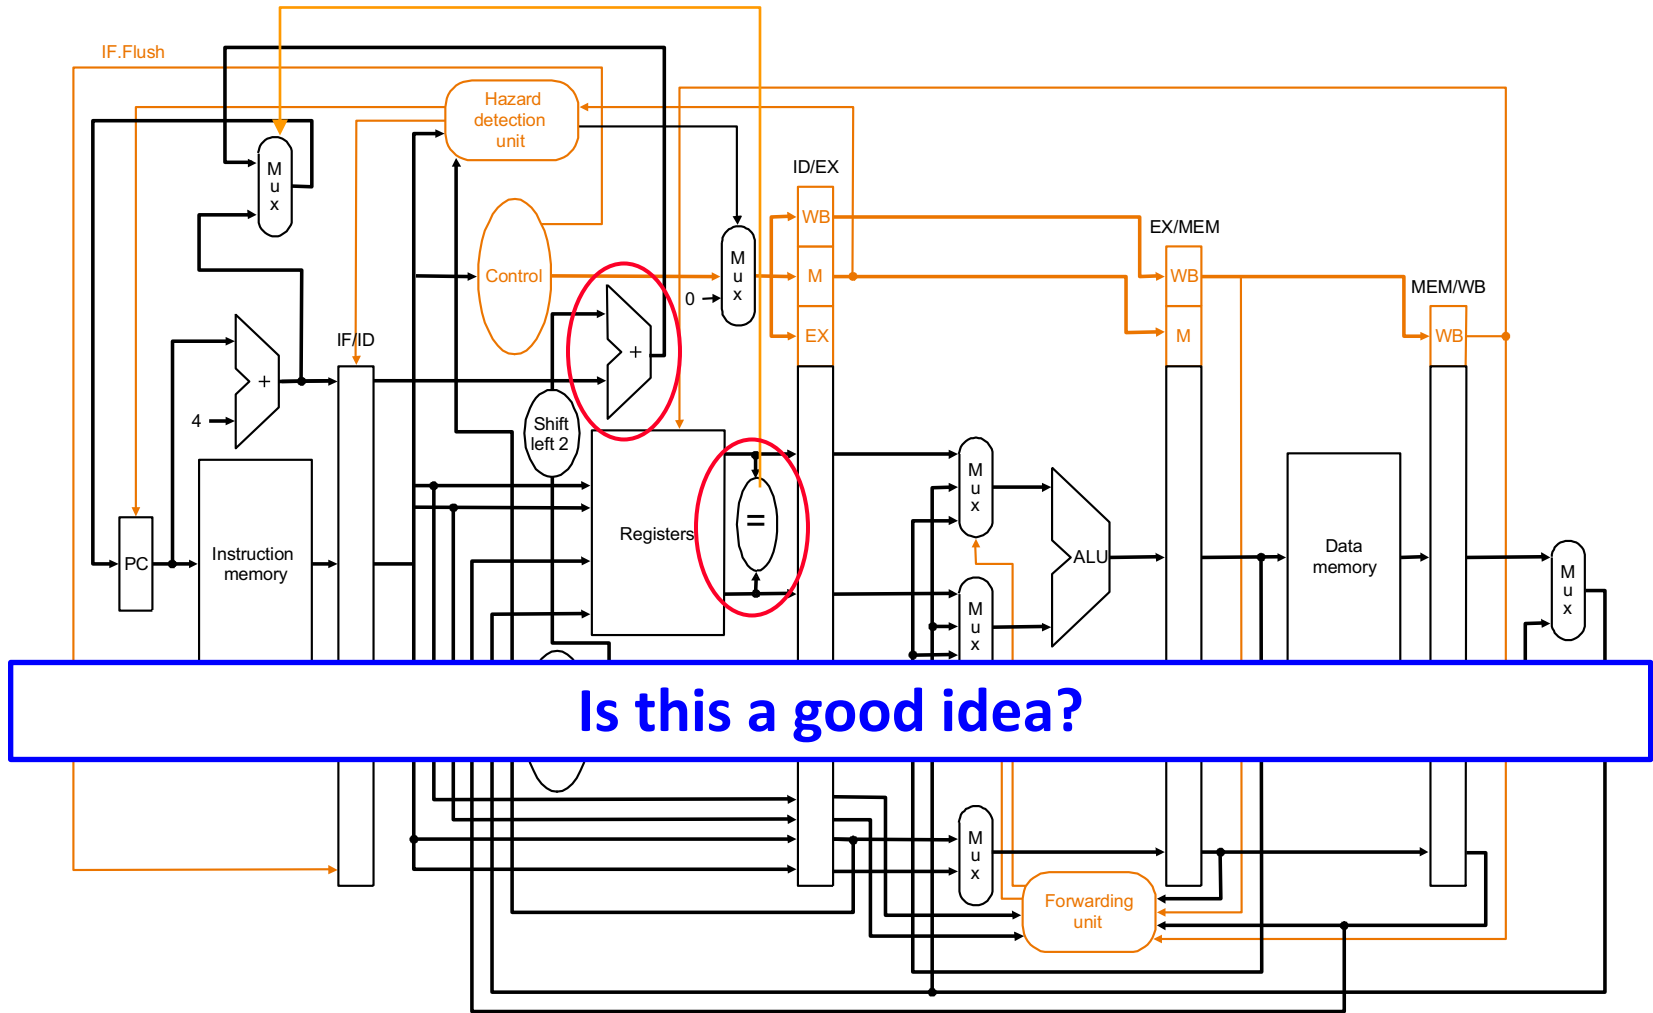 IF.Flush
Hazard
detection
unit
M
u
x
ID/EX
WB
M
EX
EX/MEM
WB
M
MEM/WB
WB
Control
M
u
x
0
IF/ID
+
+
4
Shift
left 2
PC
Instruction
memory
Registers
=
M
u
x
ALU
Data
memory
M
u
x
M
u
x
Is this a good idea?
M
u
x
Forwarding
unit